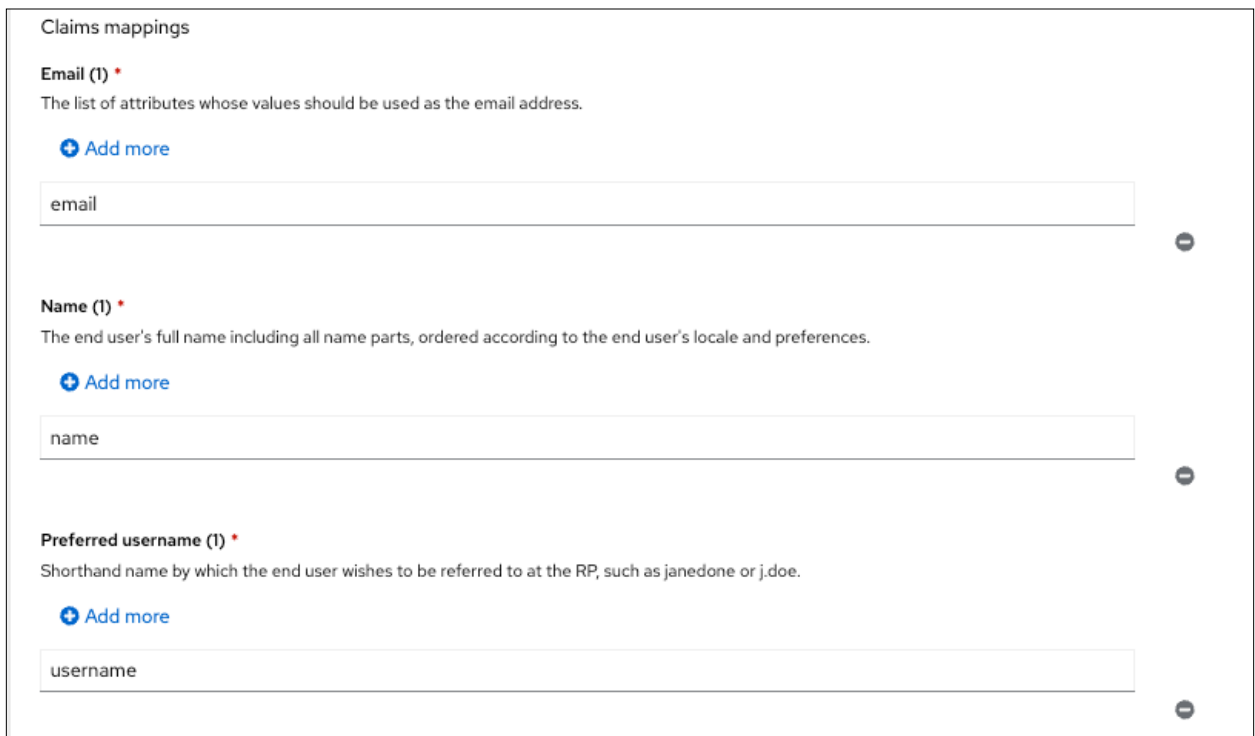 Claims mappings
Email (1) *
The list of attributes whose values should be used as the email address.
Add more
email
Name (1) *
The end user's full name including all name parts, ordered according to the end user's locale and preferences.
Add more
name
Preferred username (1) *
Shorthand name by which the end user wishes to be referred to at the RP, such as janedone or j.doe.
Add more
username